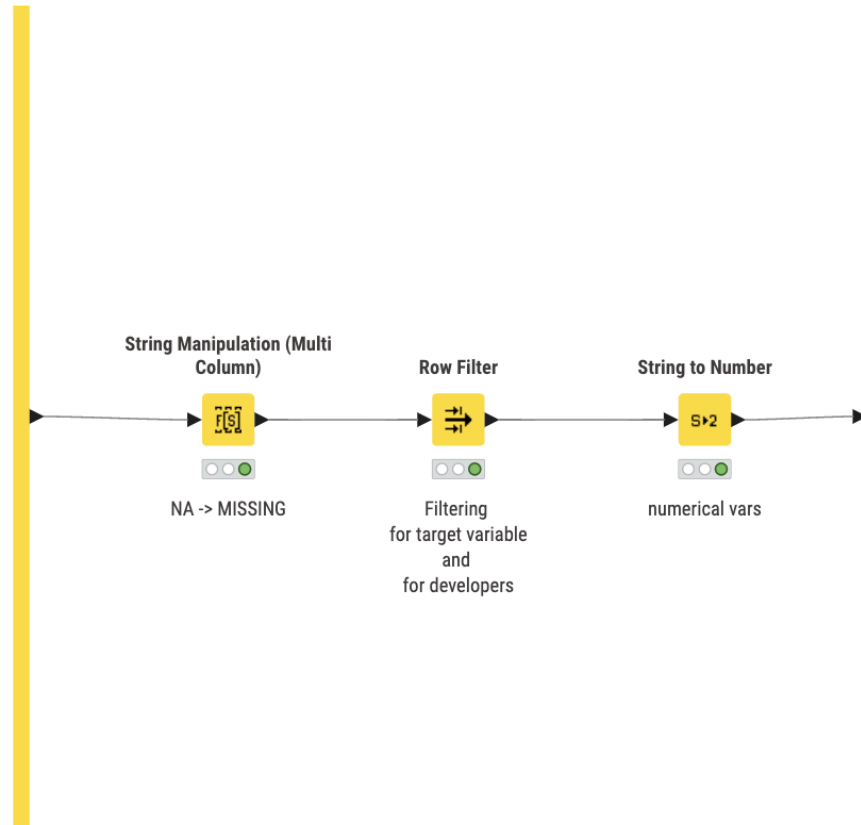 String Manipulation (Multi
Column)
Row Filter
String to Number
F[S]
S▸2
NA -> MISSING
Filtering
for target variable
and
for developers
numerical vars